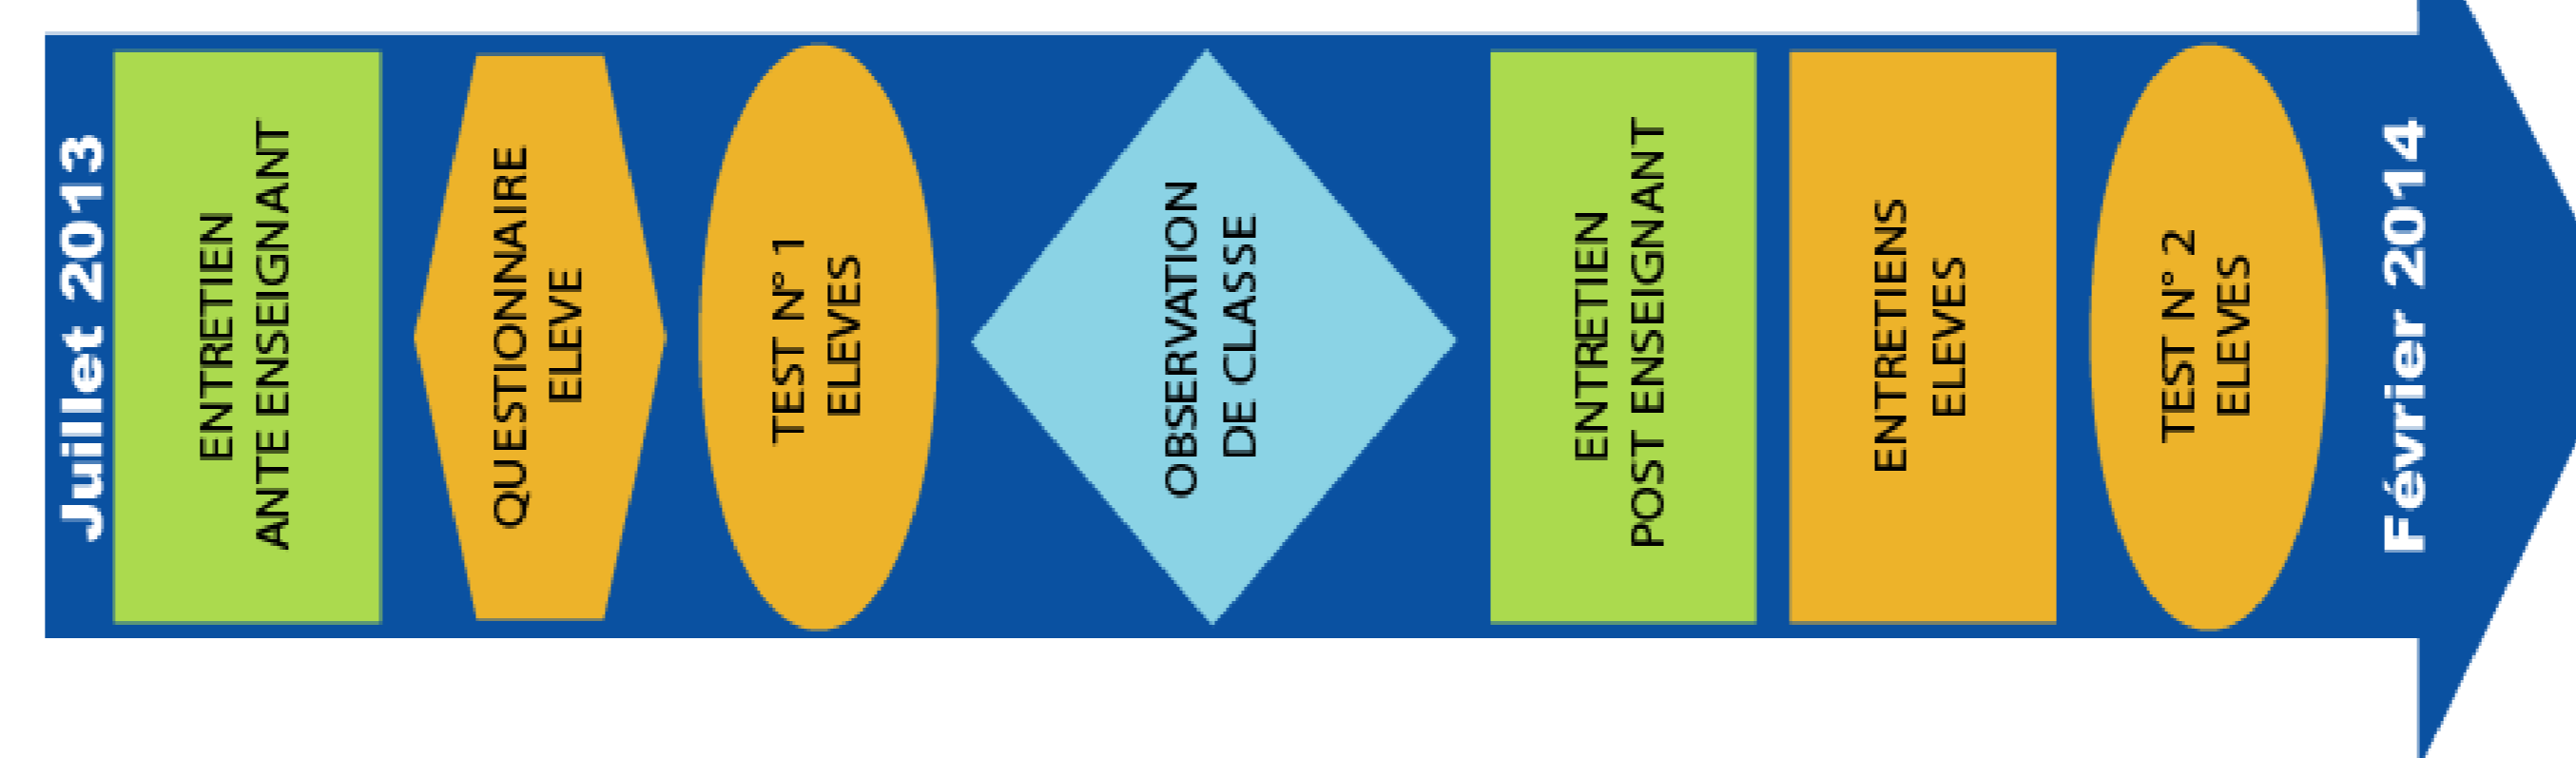 Juillet 2013
ENTRETIEN
ANTE ENSEIGNANT
QUESTIONNAIRE
ELEVE
TEST N° 1
ELEVES
OBSERVATION
DE CLASSE
ENTRETIEN
POST ENSEIGNANT
ENTRETIENS
ELEVES
TEST N° 2
ELEVES
Février 2014